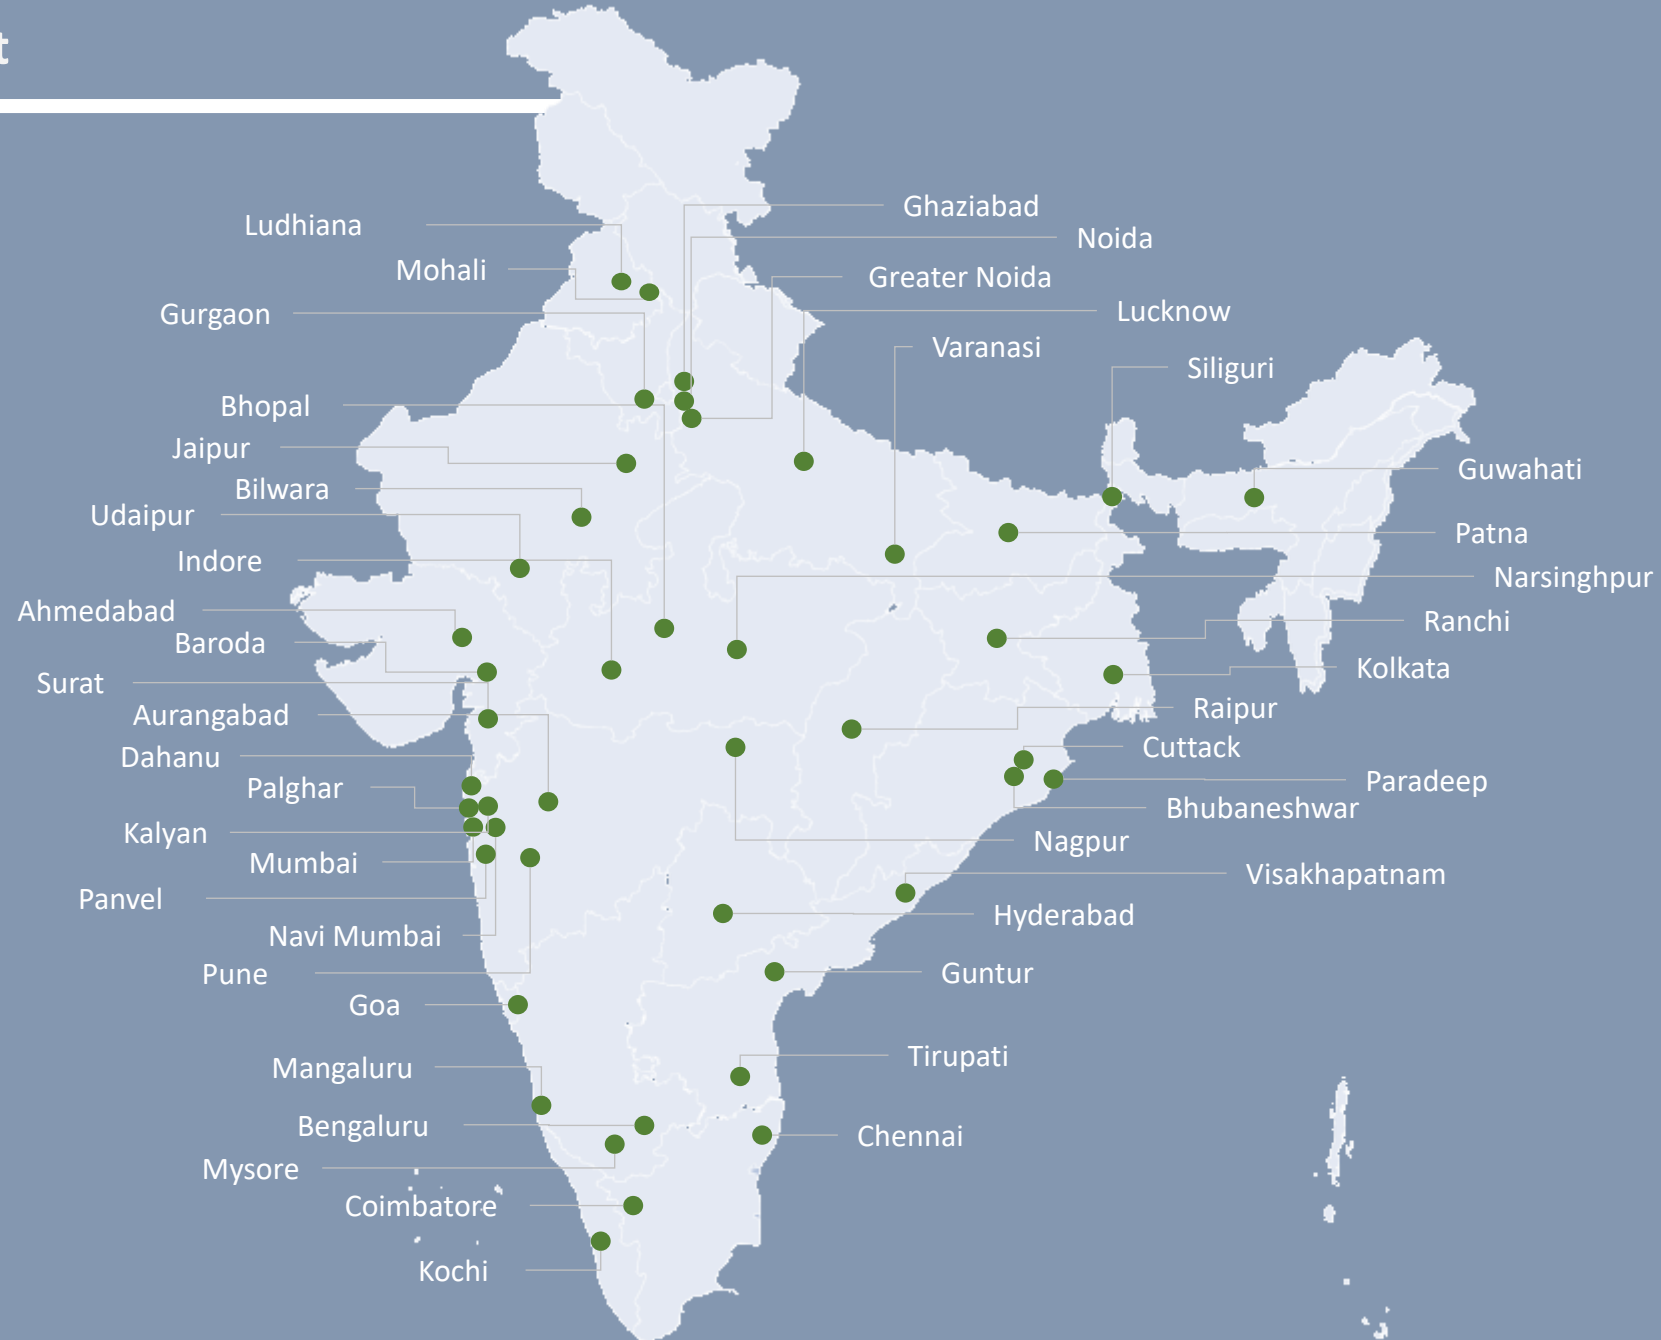 t
Ludhiana
Mohali
Gurgaon
Bhopal
Jaipur
Bilwara
Udaipur
Indore
Ahmedabad
Baroda
Surat
Aurangabad
Dahanu
Palghar
Kalyan
Mumbai
Panvel
Navi Mumbai
Pune
Goa
Mangaluru
Bengaluru
Mysore
Coimbatore
Kochi
Ghaziabad
Noida
Greater Noida
Lucknow
Varanasi
Siliguri
Guwahati
Patna
Narsinghpur
Ranchi
Kolkata
Raipur
Cuttack
Paradeep
Bhubaneshwar
Nagpur
Visakhapatnam
Hyderabad
Guntur
Tirupati
Chennai